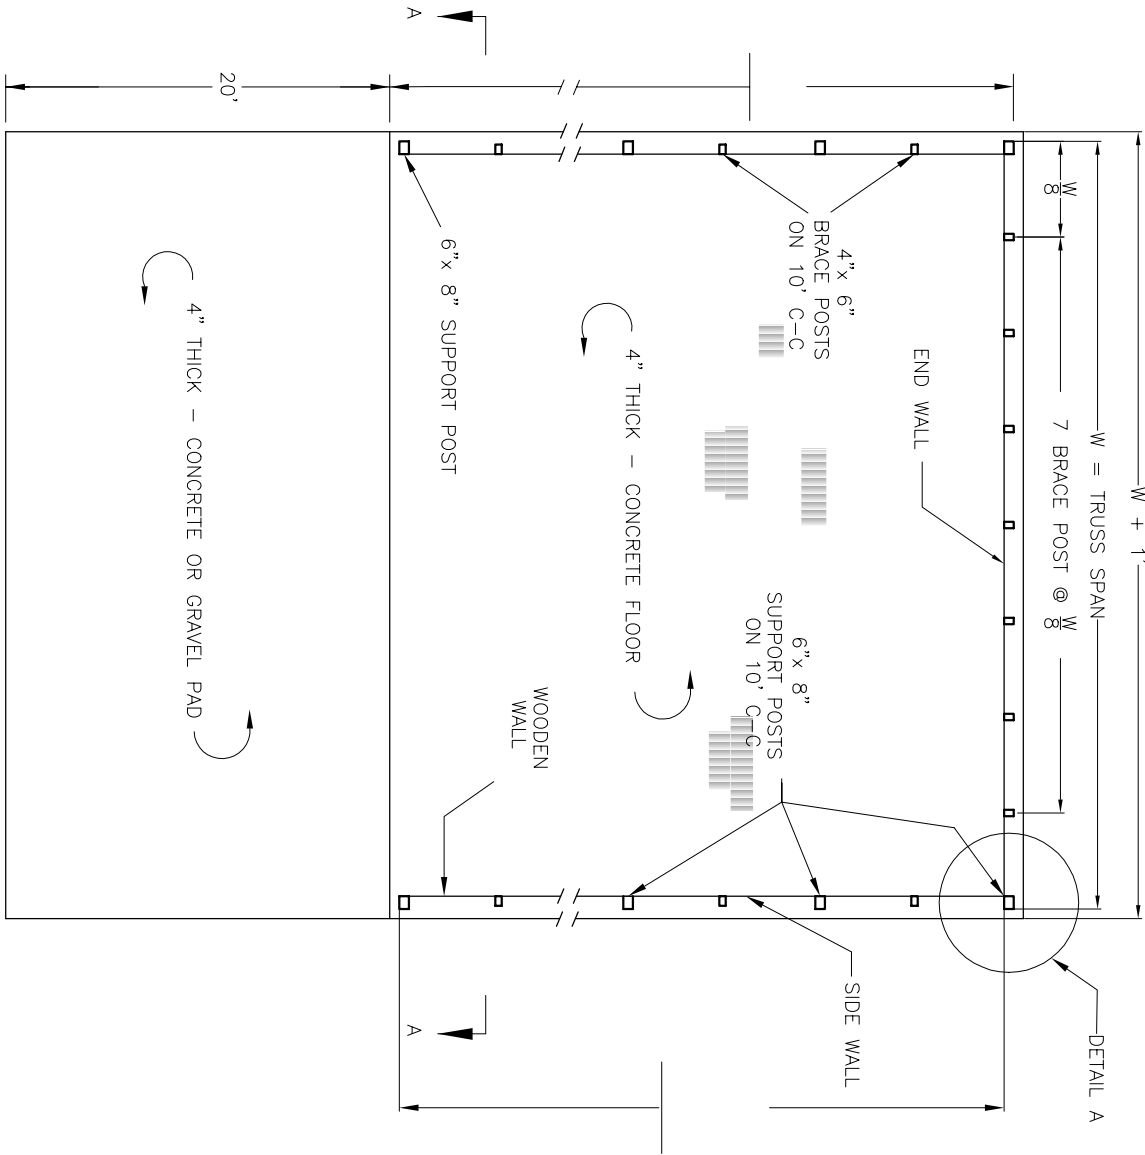 A
20'
W + 1'
W = TRUSS SPAN
W
8
7 BRACE POST @ W
8
4" x 6"
BRACE POSTS
ON 10' C-C
END WALL
6" x 8" SUPPORT POST
4" THICK - CONCRETE FLOOR
4" THICK - CONCRETE OR GRAVEL PAD
6" x 8"
SUPPORT POSTS
ON 10' C-C
WOODEN
WALL
SIDE WALL
DETAIL A
A